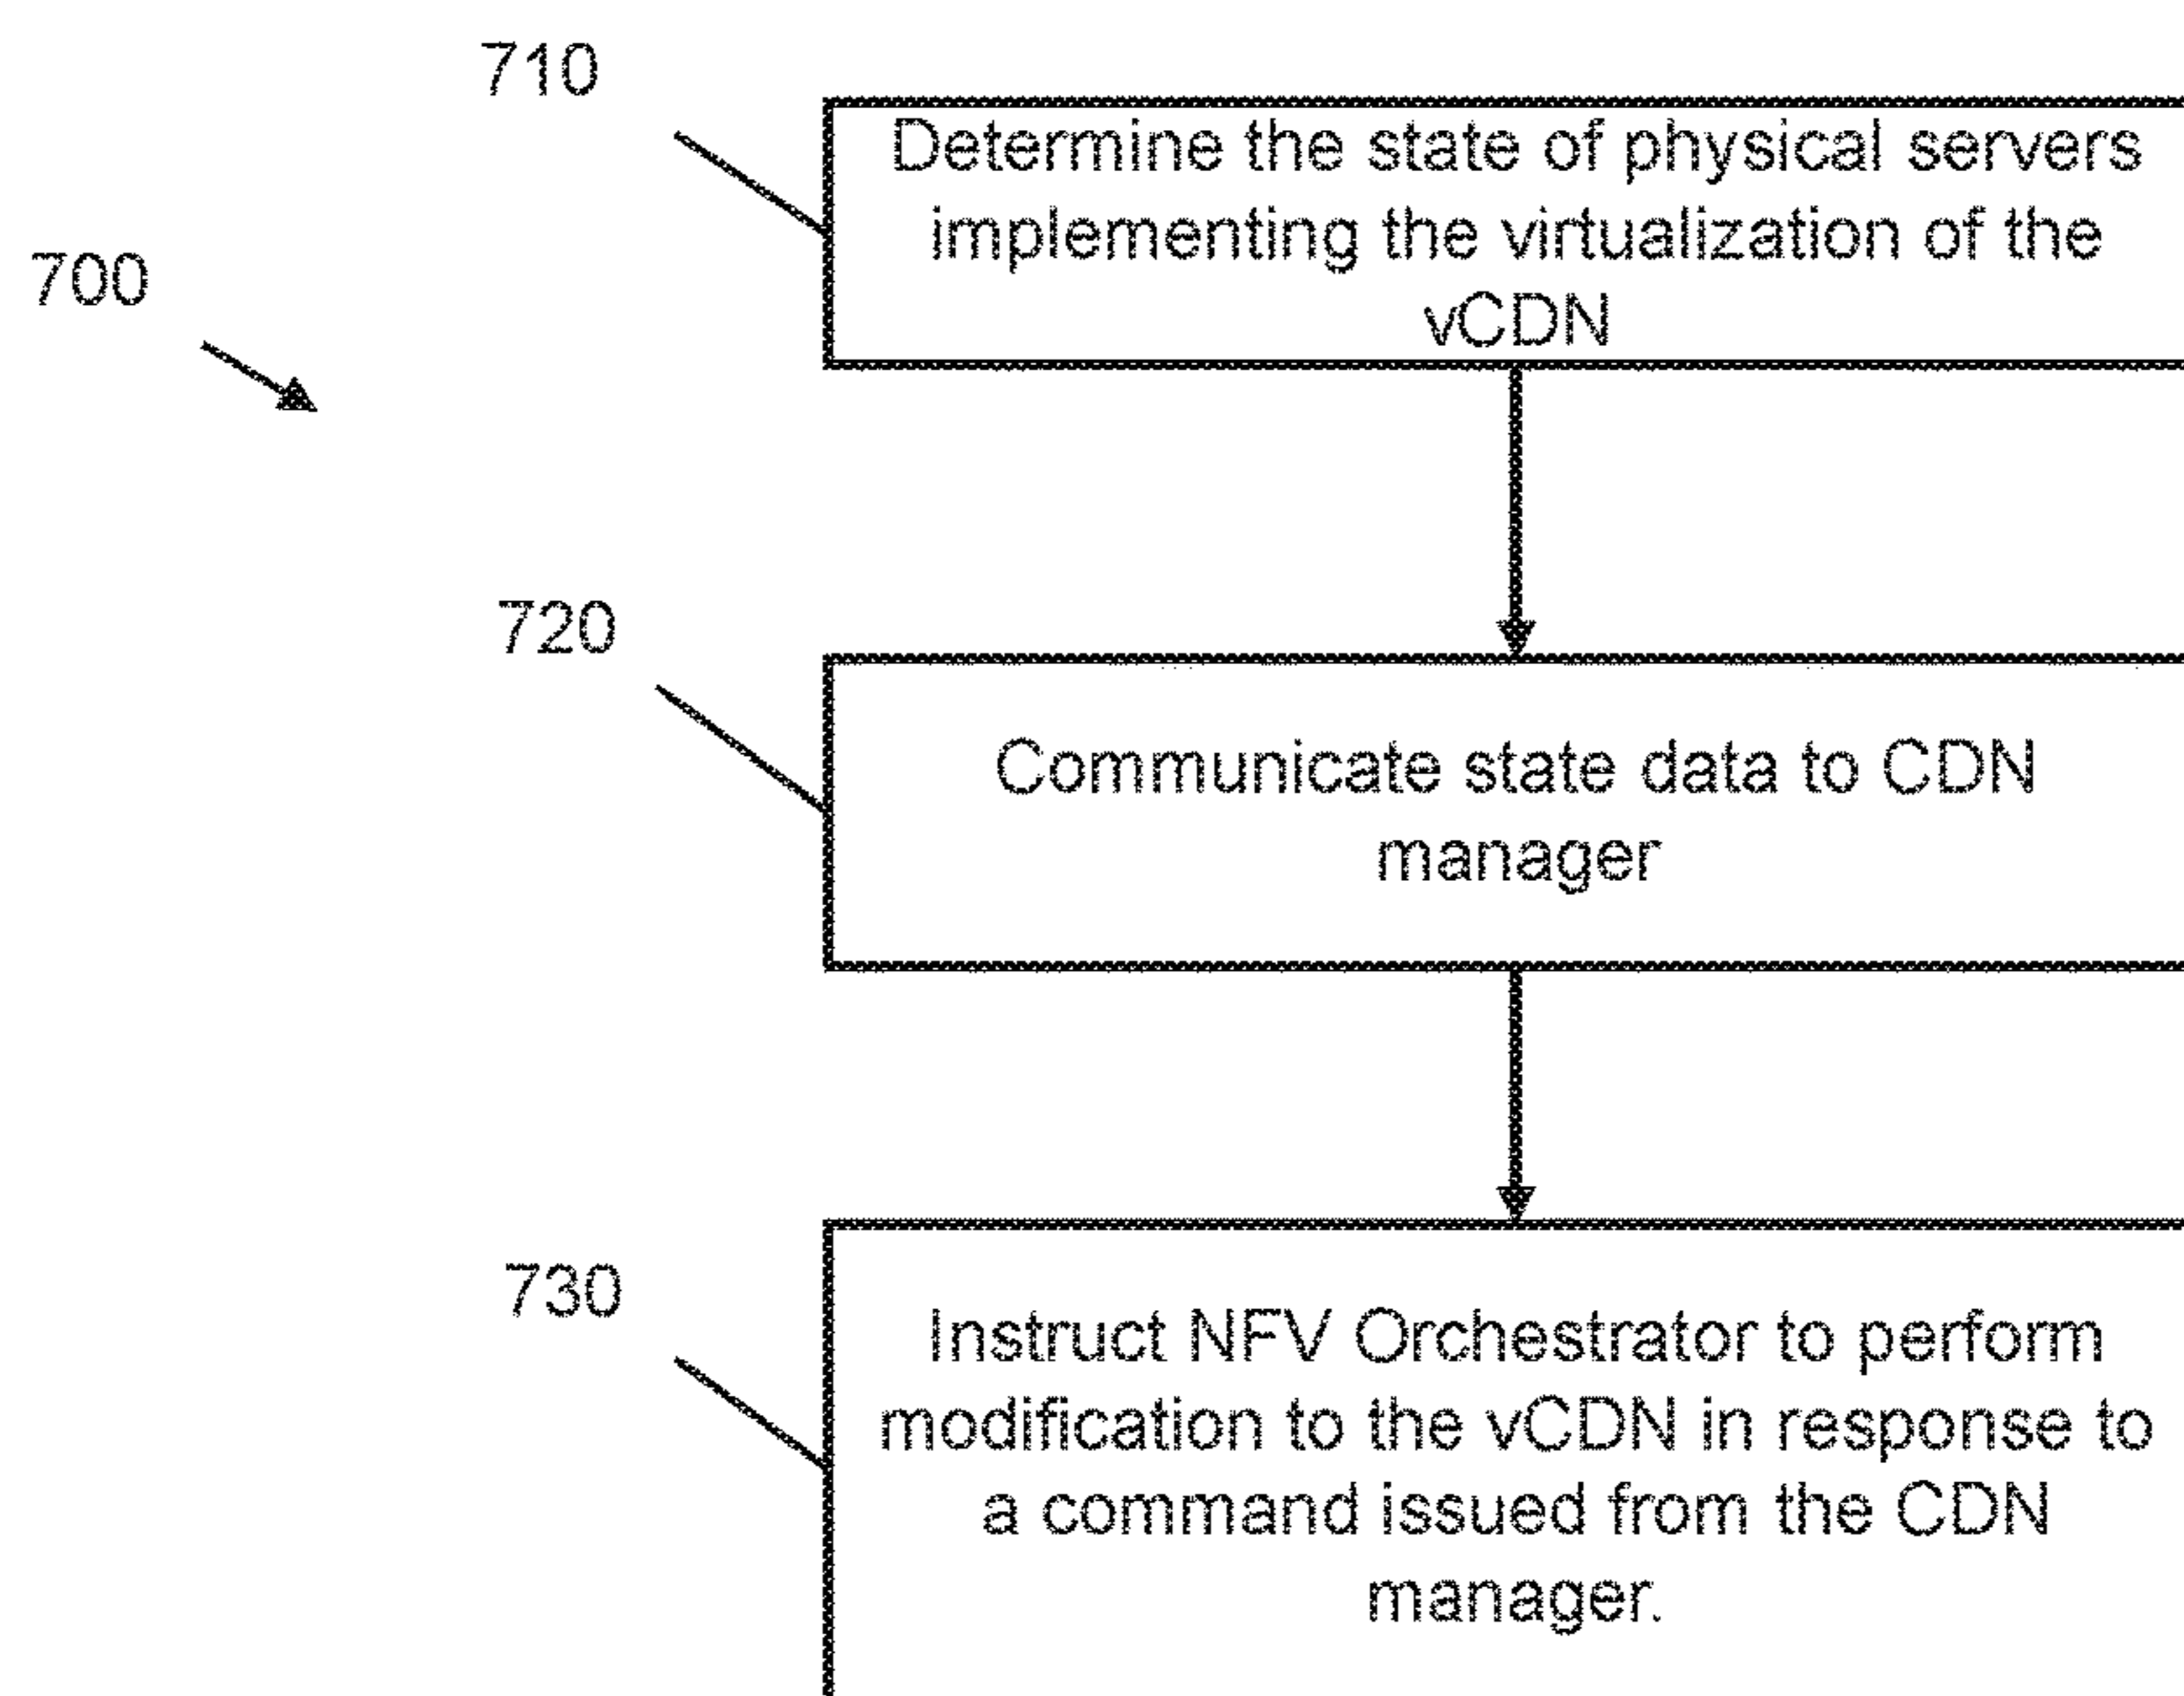 710
Determine the state of physical servers
implementing the virtualization of the
vCDN
700
720
Communicate state data to CDN
manager
730
Instruct NFV Orchestrator to perform
modification to the vCDN in response to
a command issued from the CDN
manager.